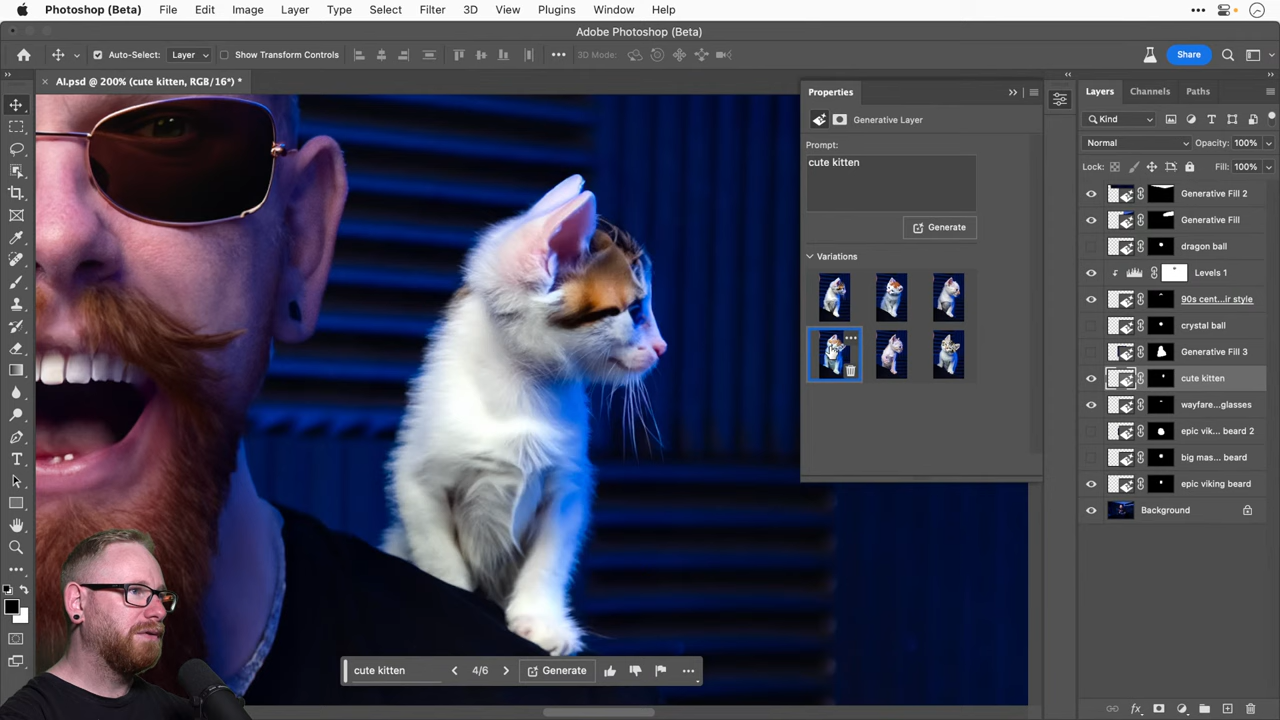 Photoshop (Beta) File Edit Image Layer Type Select Filter 3D View Plugins Window Help
Adobe Photoshop (Beta)
Auto-Select: Layer Show Transform Controls 3D Mode: Share
AI.psd @ 200% (cute kitten, RGB/16*) *
Properties
Generative Layer
Prompt:
cute kitten
Generate
Variations
Layers Channels Paths
Kind
Normal Opacity: 100%
Lock: Fill: 100%
Generative Fill 2
Generative Fill
dragon ball
Levels 1
90s cent...ir style
crystal ball
Generative Fill 3
cute kitten
wayfare...glasses
epic vik... beard 2
big mas... beard
epic viking beard
Background
cute kitten 4/6 Generate